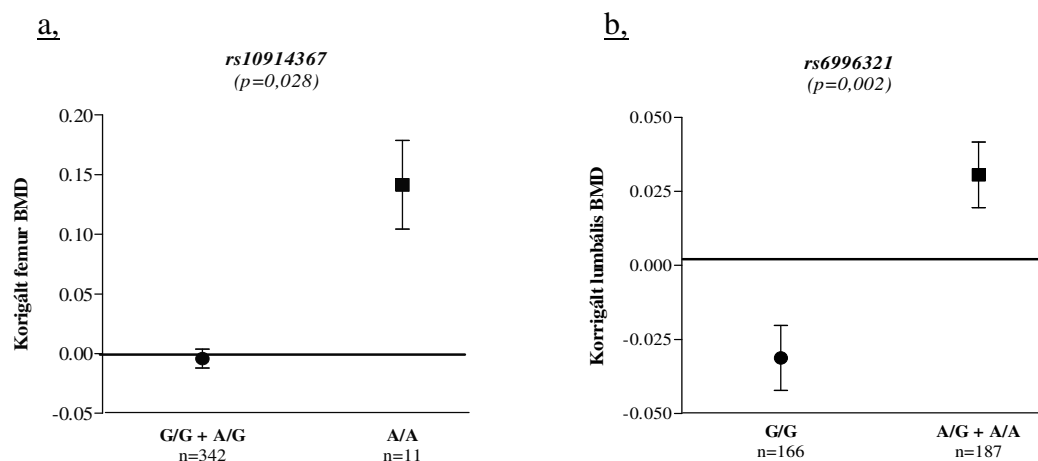 a,
rs10914367
(p=0,028)
Korigált femur BMD
0.20
0.15
0.10
0.05
0.00
-0.05
G/G + A/G
n=342
A/A
n=11
b,
rs6996321
(p=0,002)
Korrigált lumbális BMD
0.050
0.025
0.000
-0.025
-0.050
G/G
n=166
A/G + A/A
n=187